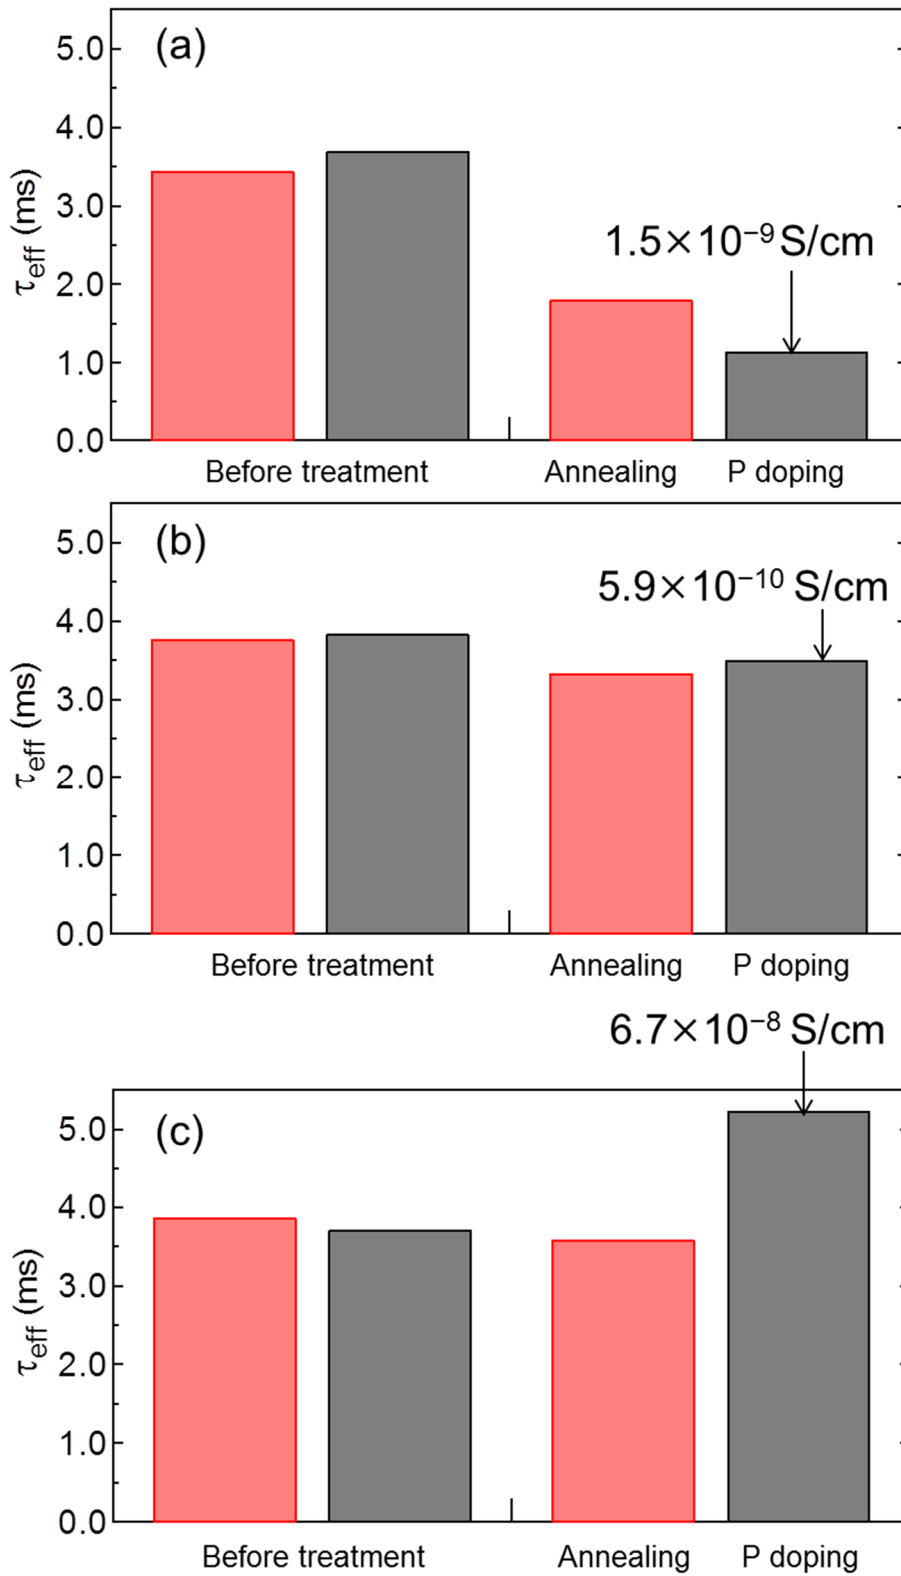 (a)
5.0
4.0
3.0
2.0
1.0
0.0
τeff (ms)
1.5×10⁻⁹ S/cm
Before treatment Annealing P doping
(b)
5.0
4.0
3.0
2.0
1.0
0.0
τeff (ms)
5.9×10⁻¹⁰ S/cm
Before treatment Annealing P doping
6.7×10⁻⁸ S/cm
(c)
5.0
4.0
3.0
2.0
1.0
0.0
τeff (ms)
Before treatment Annealing P doping